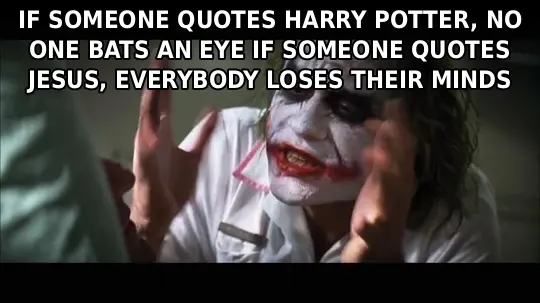 IF SOMEONE QUOTES HARRY POTTER, NO
ONE BATS AN EYE IF SOMEONE QUOTES
JESUS, EVERYBODY LOSES THEIR MINDS